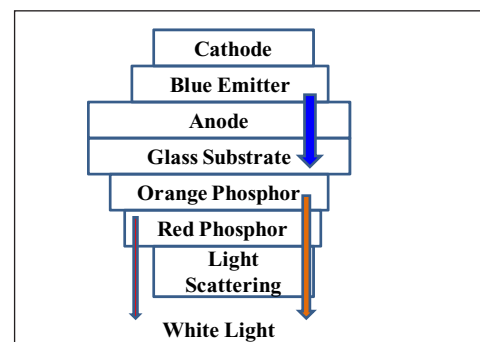 Cathode
Blue Emitter
Anode
Glass Substrate
Orange Phosphor
Red Phosphor
Light
Scattering
White Light